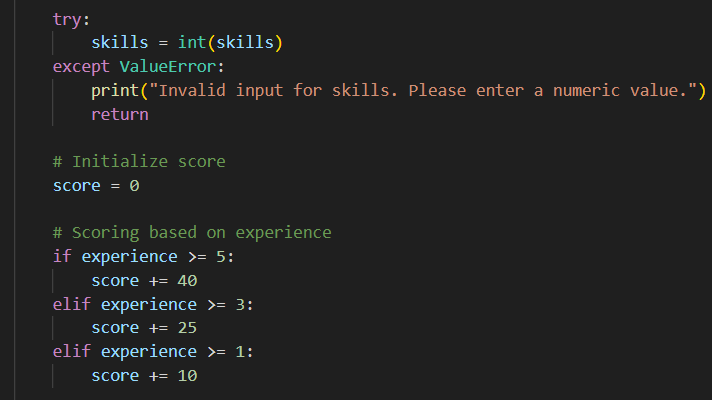 try:
    skills = int(skills)
except ValueError:
    print("Invalid input for skills. Please enter a numeric value.")
    return
# Initialize score
score = 0
# Scoring based on experience
if experience >= 5:
    score += 40
elif experience >= 3:
    score += 25
elif experience >= 1:
    score += 10